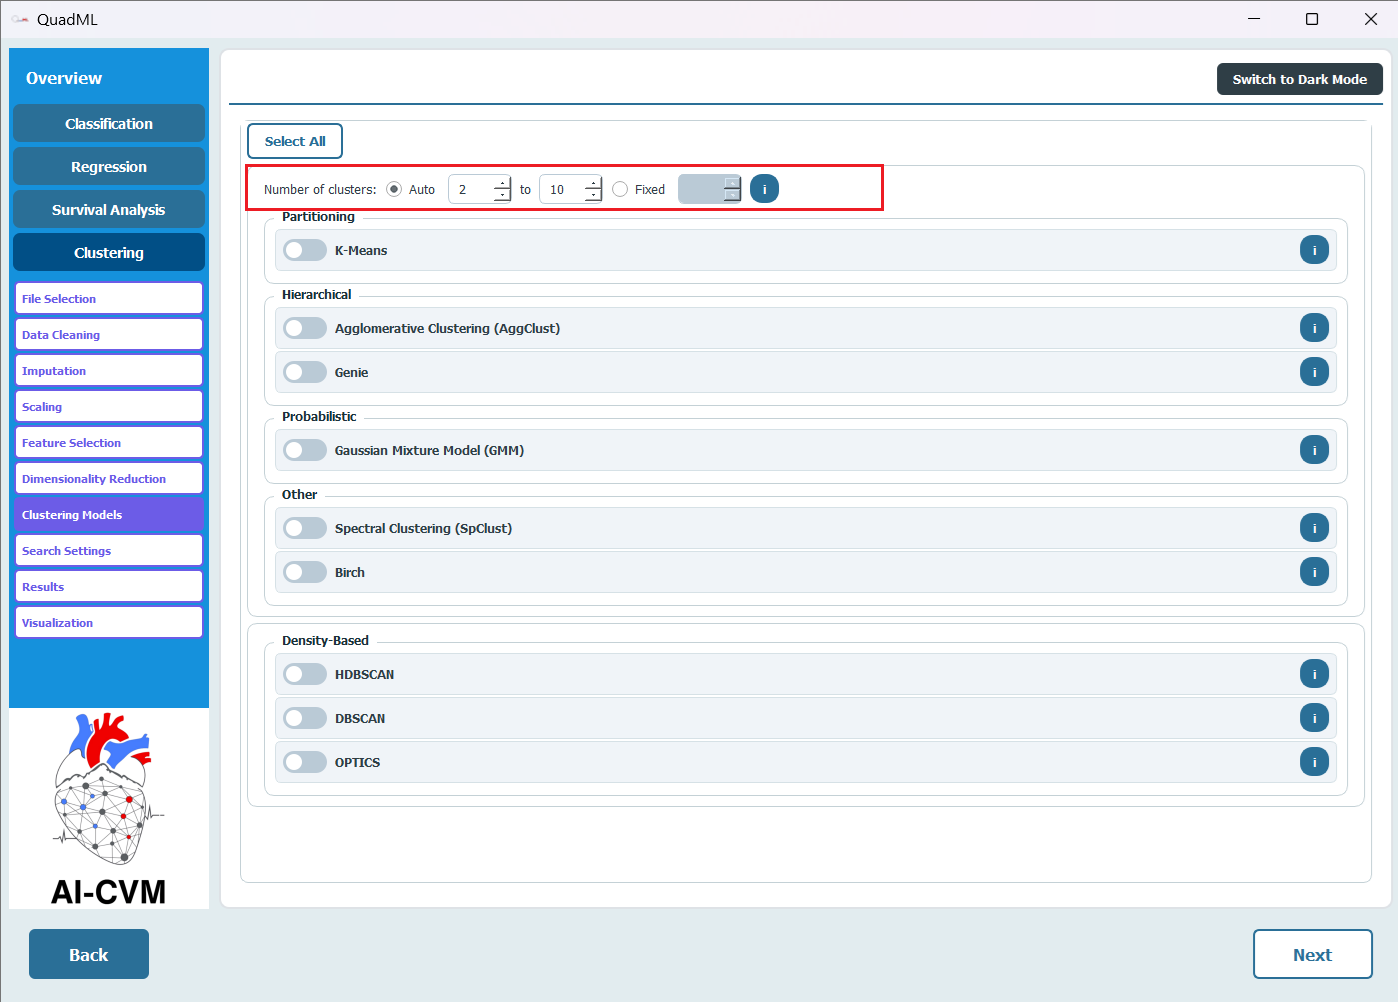 QuadML
Overview
Classification
Regression
Survival Analysis
Clustering
File Selection
Data Cleaning
Imputation
Scaling
Feature Selection
Dimensionality Reduction
Clustering Models
Search Settings
Results
Visualization
AI-CVM
Back
Switch to Dark Mode
Select All
Number of clusters: Auto 2 to 10 Fixed i
Partitioning
K-Means i
Hierarchical
Agglomerative Clustering (AggClust) i
Genie i
Probabilistic
Gaussian Mixture Model (GMM) i
Other
Spectral Clustering (SpClust) i
Birch i
Density-Based
HDBSCAN i
DBSCAN i
OPTICS i
Next